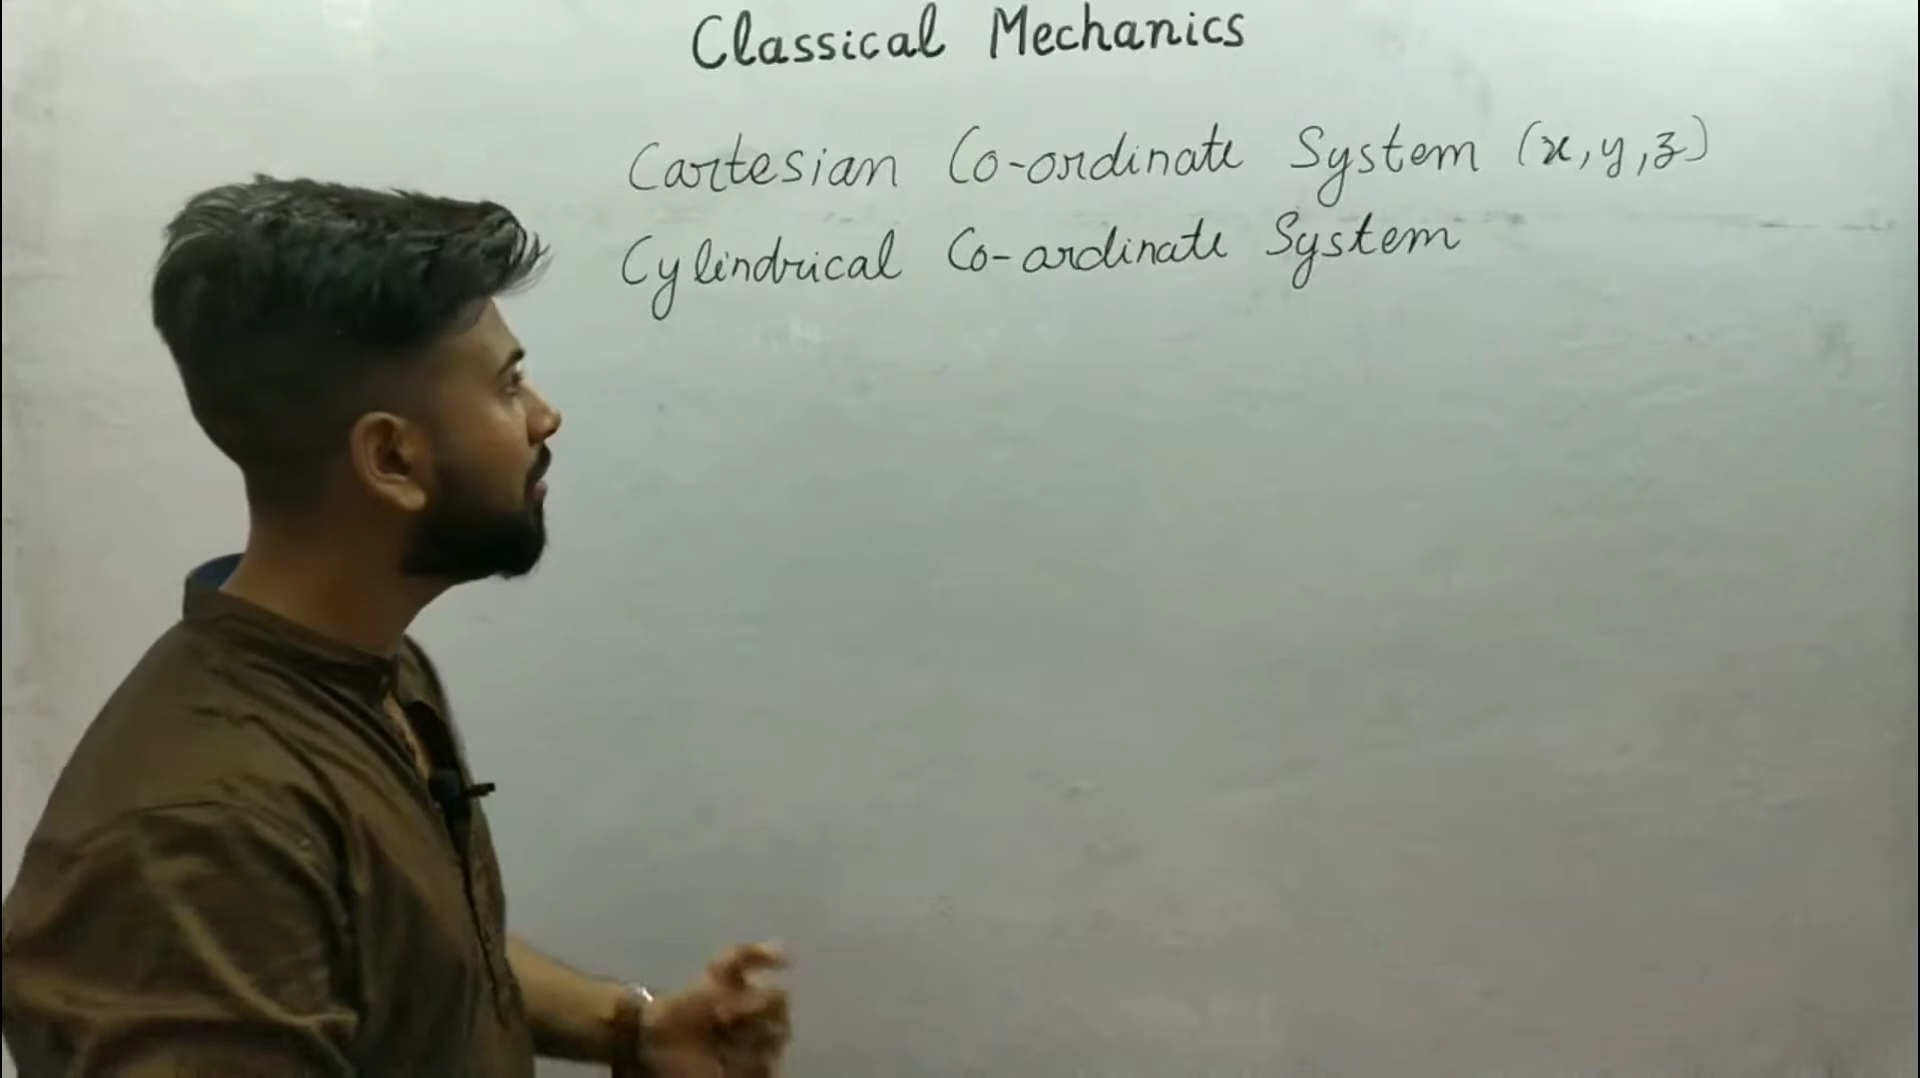 Classical Mechanics
Cartesian Co-ordinate System (x,y,z)
Cylindrical Co-ordinate System